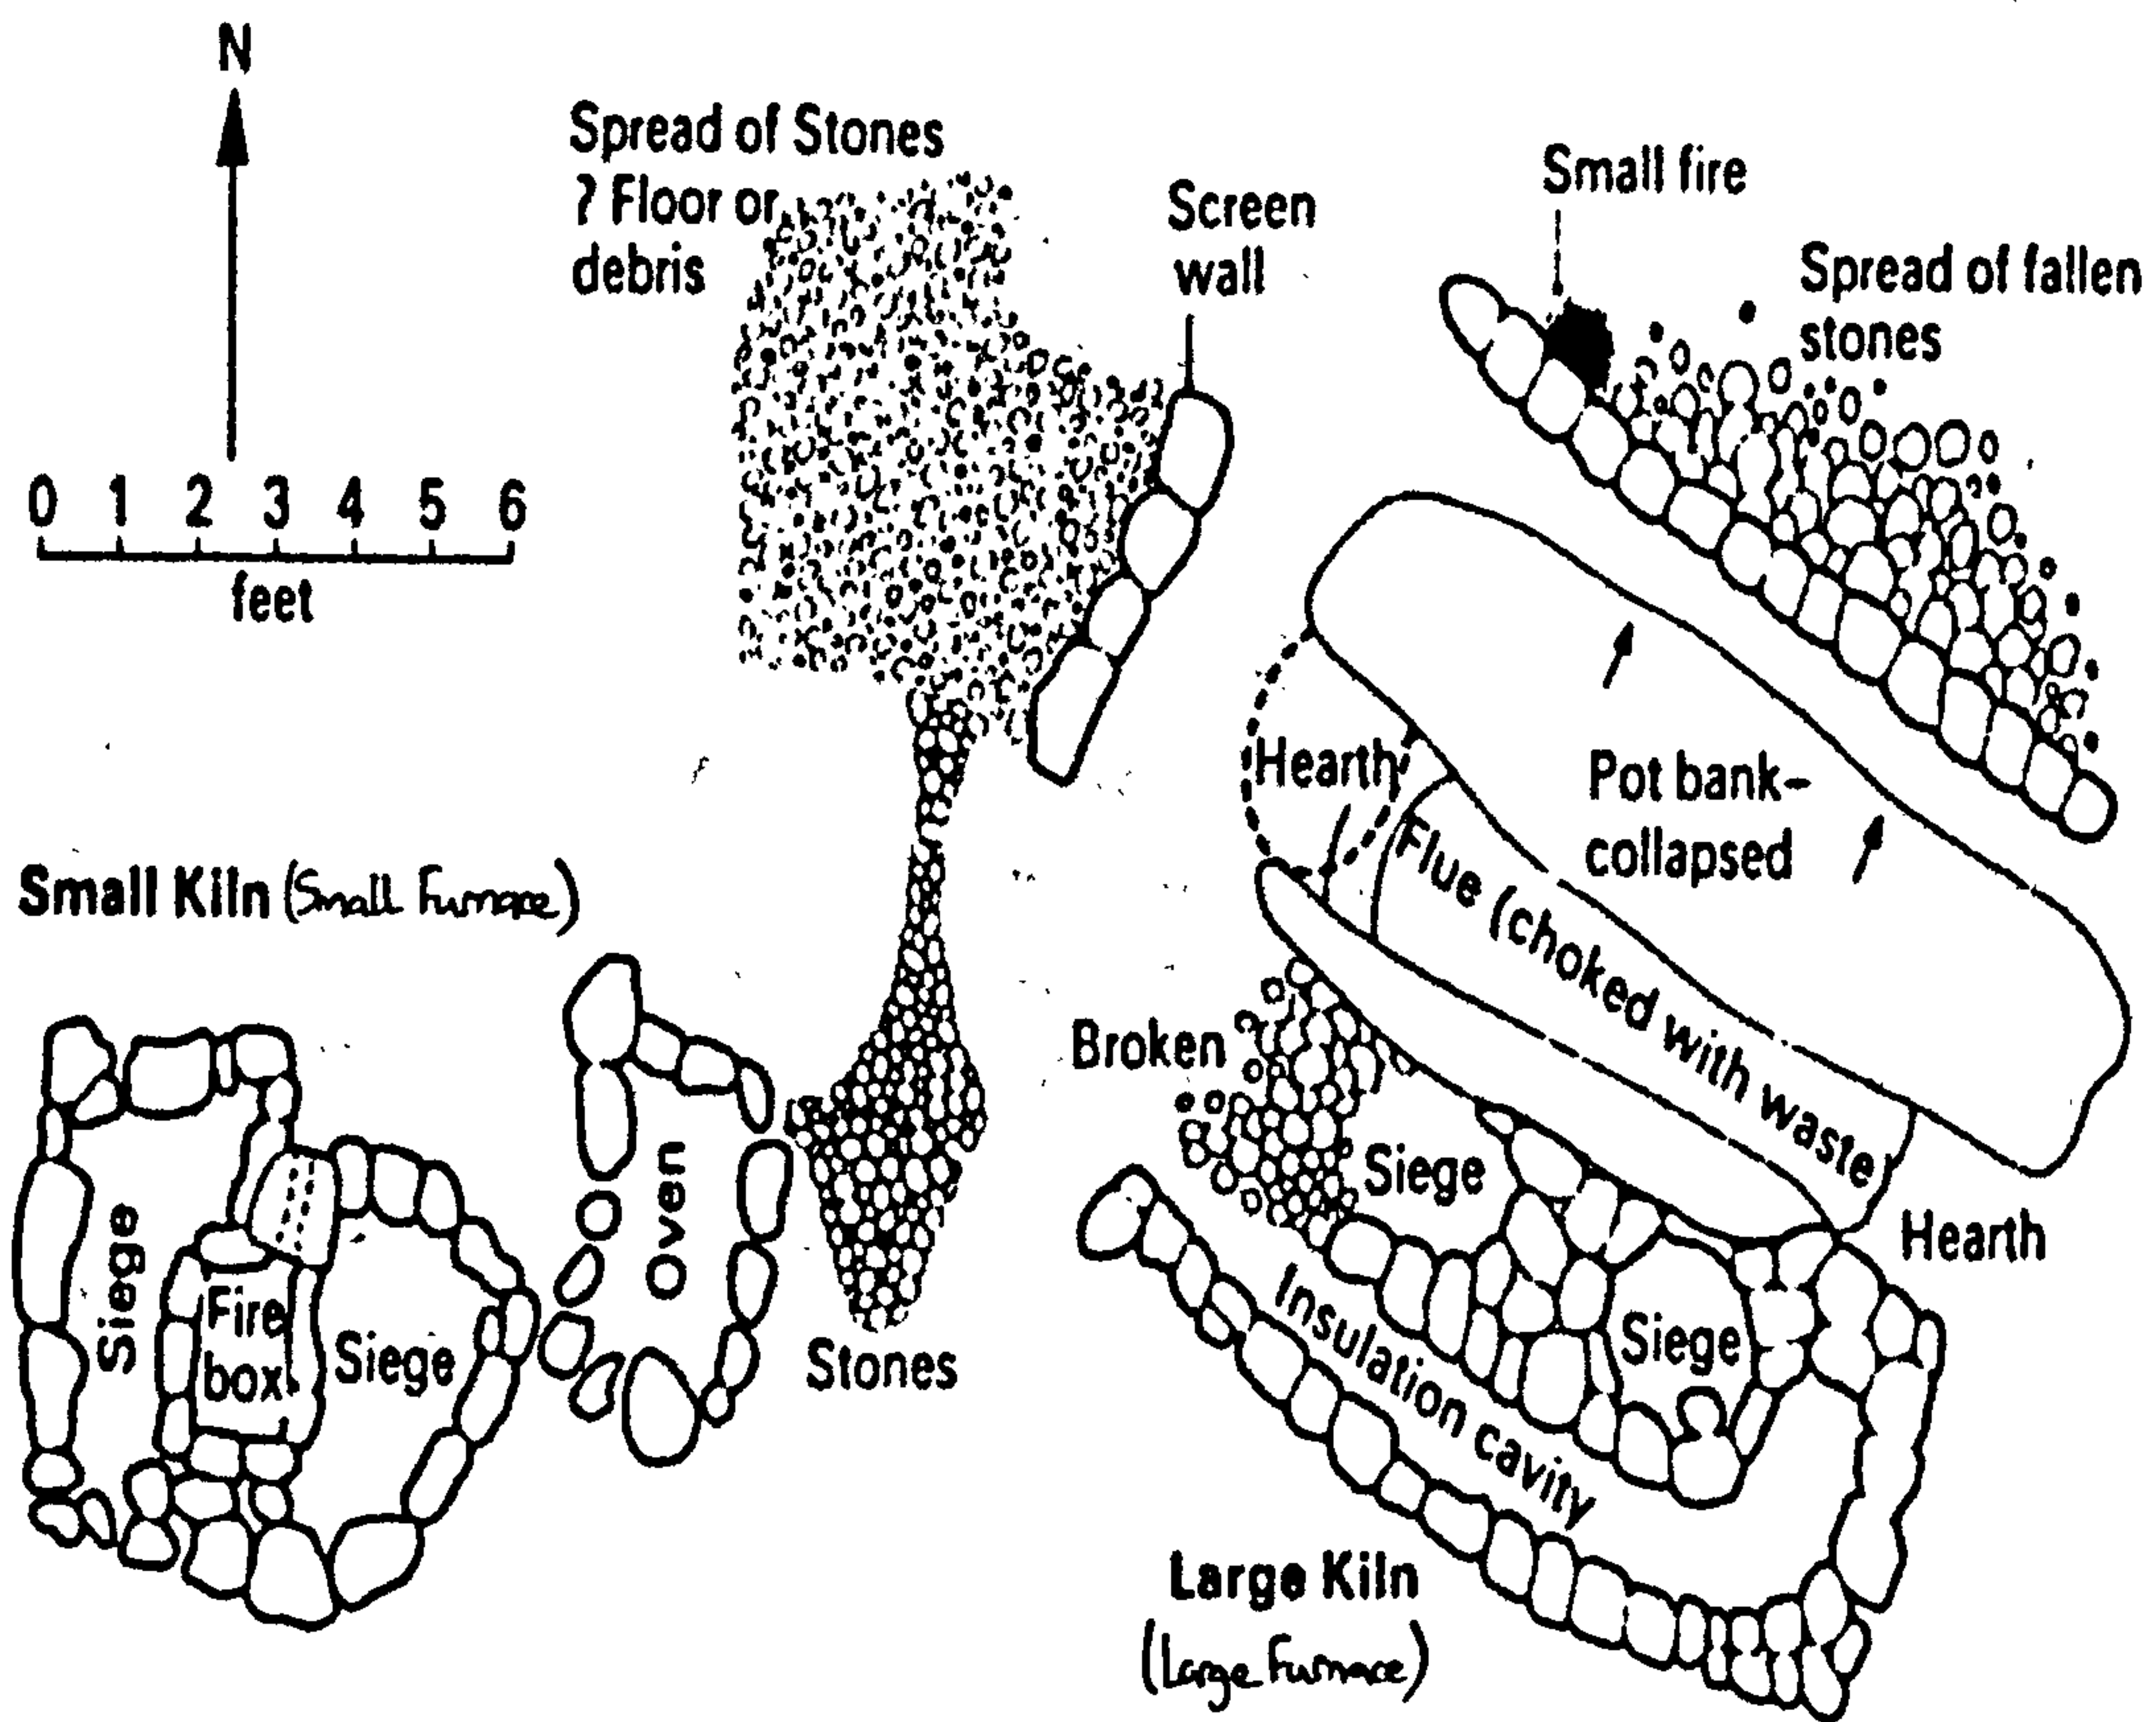 N
Spread of Stones
? Floor or
debris
Screen
wall
Small fire
Spread of fallen
stones
0 1 2 3 4 5 6
feet
Hearth
Pot bank-
collapsed
Flue (choked with waste
Small Kiln (Small Furnace)
Broken
Siege
Hearth
Oven
Siege
Fire
box
Siege
Stones
Insulation cavity
Siege
Large Kiln
(Large Furnace)